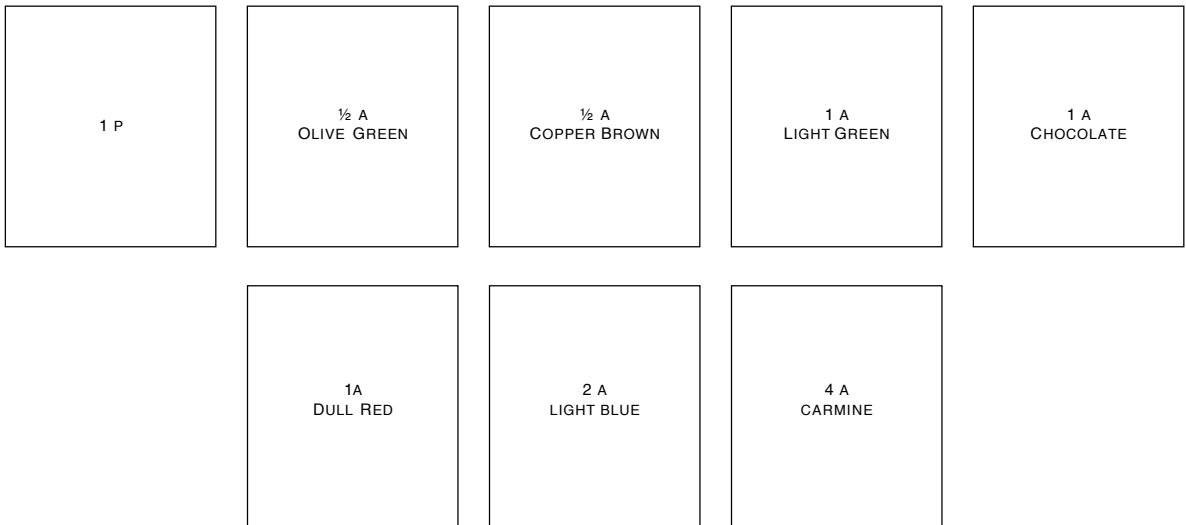 1 P
½ A
OLIVE GREEN
½ A
COPPER BROWN
1 A
LIGHT GREEN
1 A
CHOCOLATE
1A
DULL RED
2 A
LIGHT BLUE
4 A
CARMINE